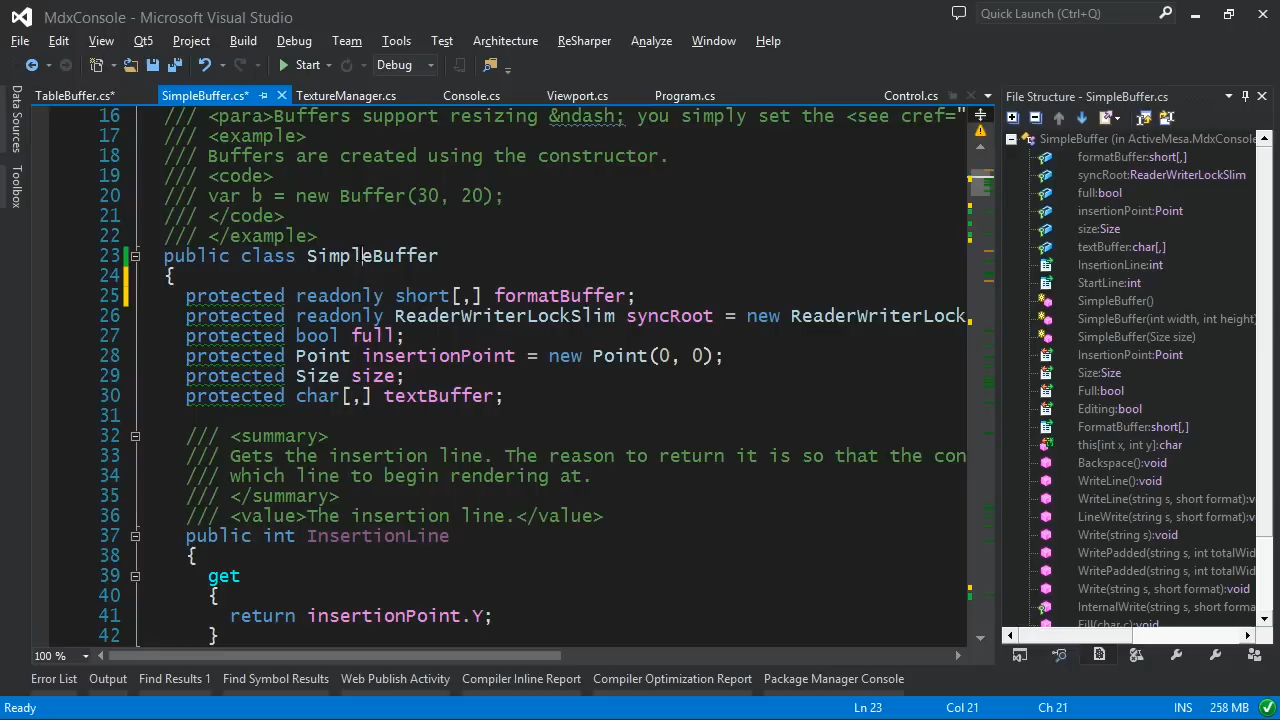 MdxConsole - Microsoft Visual Studio
Quick Launch (Ctrl+Q)
File Edit View Qt5 Project Build Debug Team Tools Test Architecture ReSharper Analyze Window Help
Start Debug
TableBuffer.cs* SimpleBuffer.cs* TextureManager.cs Console.cs Viewport.cs Program.cs Control.cs
Data Sources
Toolbox
16 /// <para>Buffers support resizing &ndash; you simply set the <see cref="
17 /// <example>
18 /// Buffers are created using the constructor.
19 /// <code>
20 /// var b = new Buffer(30, 20);
21 /// </code>
22 /// </example>
23 public class SimpleBuffer
24 {
25 protected readonly short[,] formatBuffer;
26 protected readonly ReaderWriterLockSlim syncRoot = new ReaderWriterLock
27 protected bool full;
28 protected Point insertionPoint = new Point(0, 0);
29 protected Size size;
30 protected char[,] textBuffer;
31
32 /// <summary>
33 /// Gets the insertion line. The reason to return it is so that the con
34 /// which line to begin rendering at.
35 /// </summary>
36 /// <value>The insertion line.</value>
37 public int InsertionLine
38 {
39 get
40 {
41 return insertionPoint.Y;
42 }
100 %
File Structure - SimpleBuffer.cs
SimpleBuffer (in ActiveMesa.MdxConsole
formatBuffer:short[,]
syncRoot:ReaderWriterLockSlim
full:bool
insertionPoint:Point
size:Size
textBuffer:char[,]
InsertionLine:int
StartLine:int
SimpleBuffer()
SimpleBuffer(int width, int height)
SimpleBuffer(Size size)
InsertionPoint:Point
Size:Size
Full:bool
Editing:bool
FormatBuffer:short[,]
this[int x, int y]:char
Backspace():void
WriteLine():void
WriteLine(string s, short format):v
LineWrite(string s, short format):vo
Write(string s):void
WritePadded(string s, int totalWid
WritePadded(string s, int totalWid
Write(string s, short format):void
InternalWrite(string s, short forma
Fill(char c):void
Error List Output Find Results 1 Find Symbol Results Web Publish Activity Compiler Inline Report Compiler Optimization Report Package Manager Console
Ready Ln 23 Col 21 Ch 21 INS 258 MB